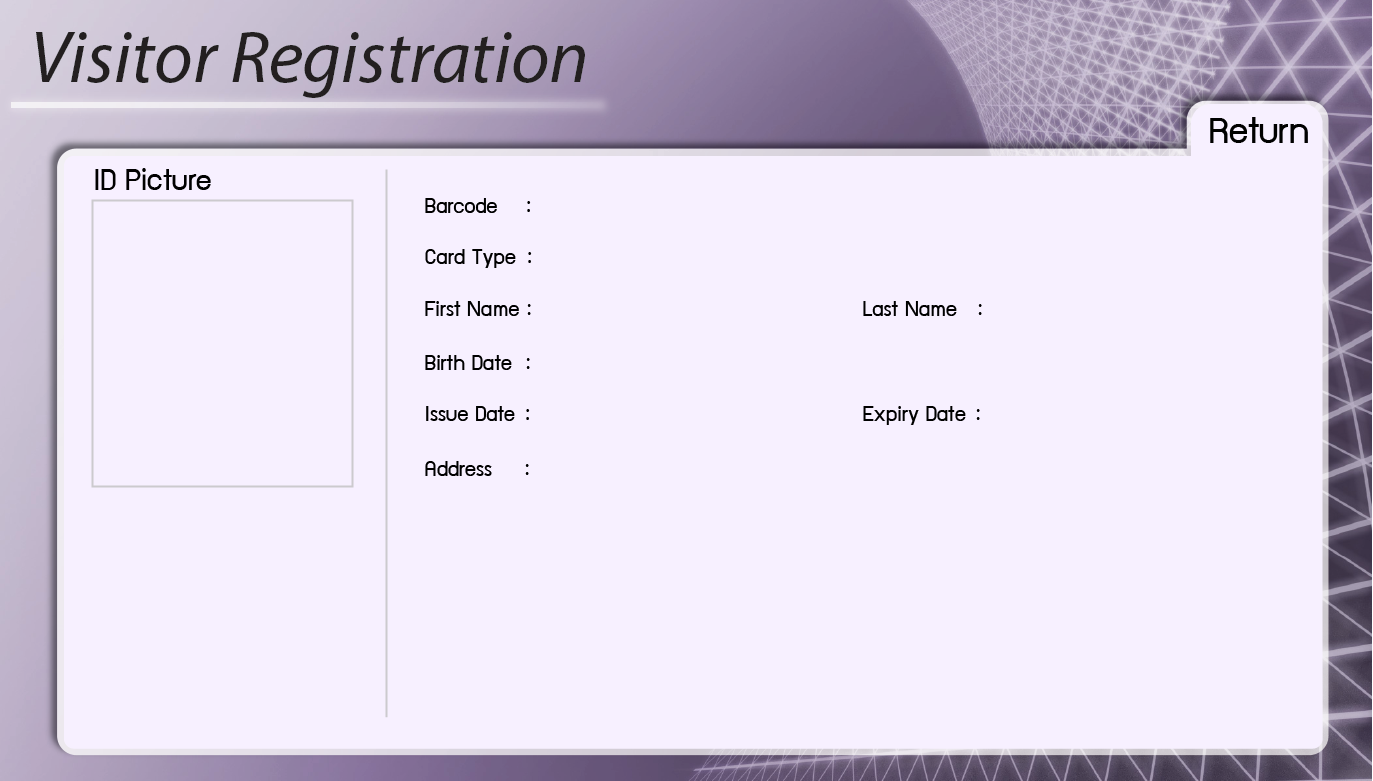 Visitor Registration
Return
ID Picture
Barcode :
Card Type :
First Name : Last Name :
Birth Date :
Issue Date : Expiry Date :
Address :